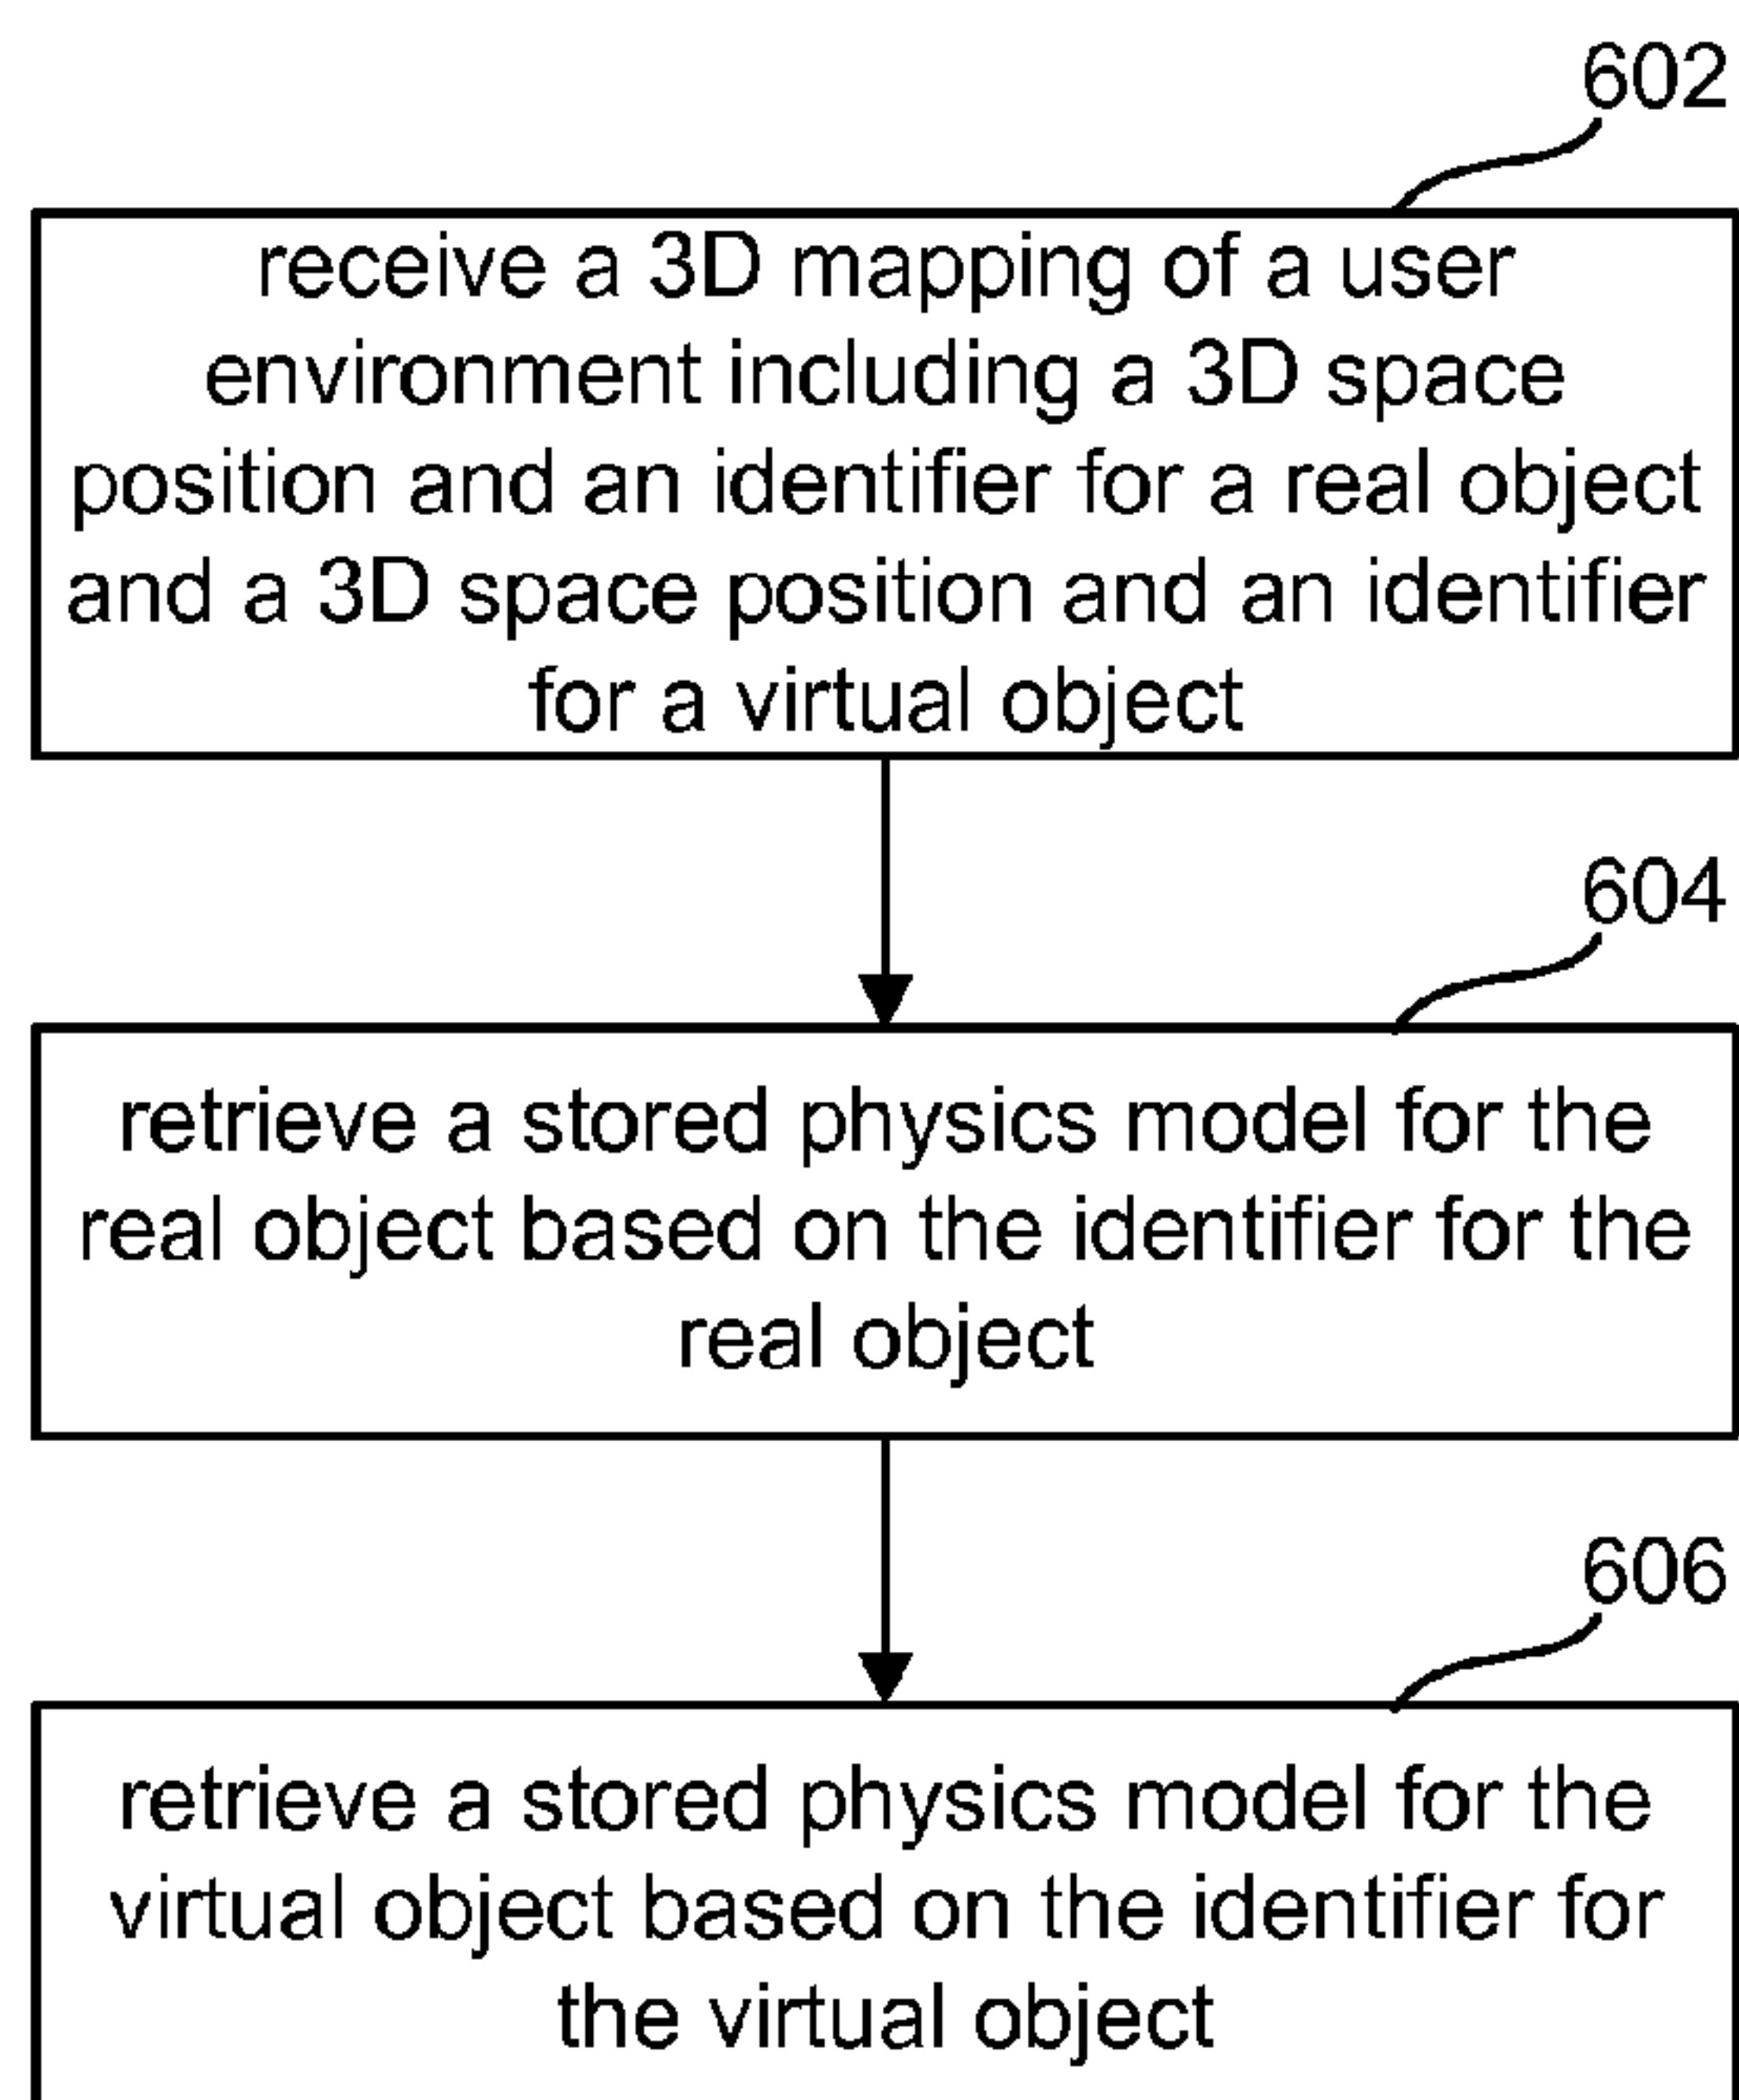 602
receive a 3D mapping of a user
environment including a 3D space
position and an identifier for a real object
and a 3D space position and an identifier
for a virtual object
604
retrieve a stored physics model for the
real object based on the identifier for the
real object
606
retrieve a stored physics model for the
virtual object based on the identifier for
the virtual object